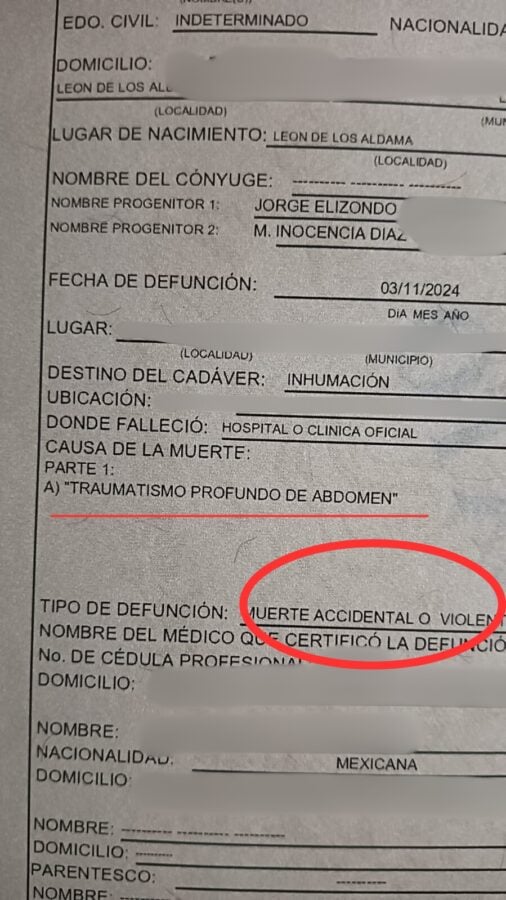 EDO. CIVIL: INDETERMINADO NACIONALIDA
DOMICILIO:
LEON DE LOS AL
(LOCALIDAD) (MUN
LUGAR DE NACIMIENTO: LEON DE LOS ALDAMA
(LOCALIDAD)
NOMBRE DEL CÓNYUGE: ---------- ---------- ----------
NOMBRE PROGENITOR 1: JORGE ELIZONDO
NOMBRE PROGENITOR 2: M. INOCENCIA DIAZ
FECHA DE DEFUNCIÓN: 03/11/2024
DIA MES AÑO
LUGAR:
(LOCALIDAD) (MUNICIPIO)
DESTINO DEL CADÁVER: INHUMACIÓN
UBICACIÓN:
DONDE FALLECIÓ: HOSPITAL O CLINICA OFICIAL
CAUSA DE LA MUERTE:
PARTE 1:
A) "TRAUMATISMO PROFUNDO DE ABDOMEN"
TIPO DE DEFUNCIÓN: MUERTE ACCIDENTAL O VIOLENT
NOMBRE DEL MÉDICO QUE CERTIFICÓ LA DEFUNCIÓ
No. DE CÉDULA PROFESIONAL
DOMICILIO:
NOMBRE:
NACIONALIDAD: MEXICANA
DOMICILIO:
NOMBRE: --------- --------- ---------
DOMICILIO: ---------
PARENTESCO: ---------
NOMBRE: